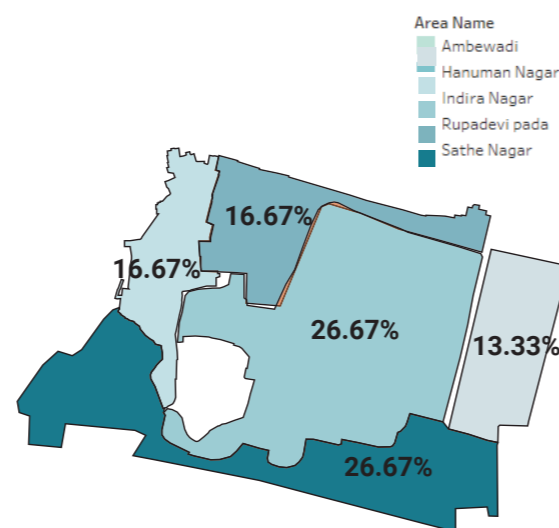 Area Name
Ambewadi
Hanuman Nagar
Indira Nagar
Rupadevi pada
Sathe Nagar
16.67%
16.67%
26.67%
13.33%
26.67%